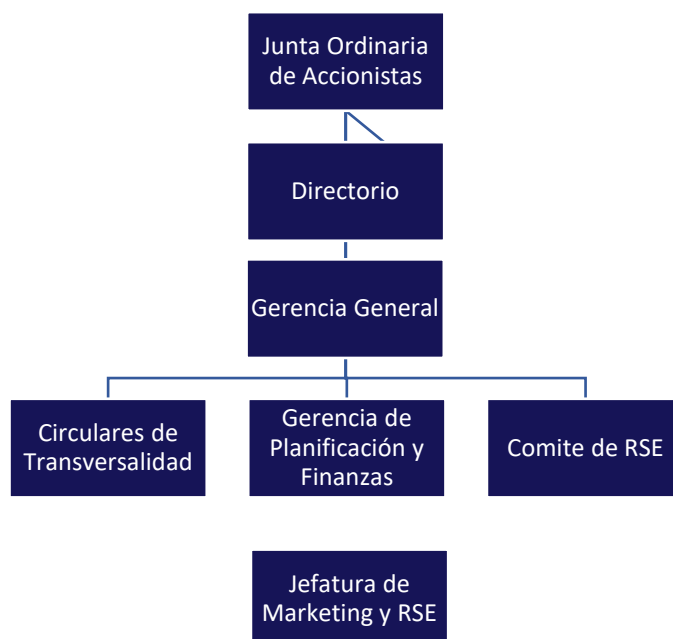 Junta Ordinaria
de Accionistas
Directorio
Gerencia General
Circulares de
Transversalidad
Gerencia de
Planificación y
Finanzas
Comite de RSE
Jefatura de
Marketing y RSE